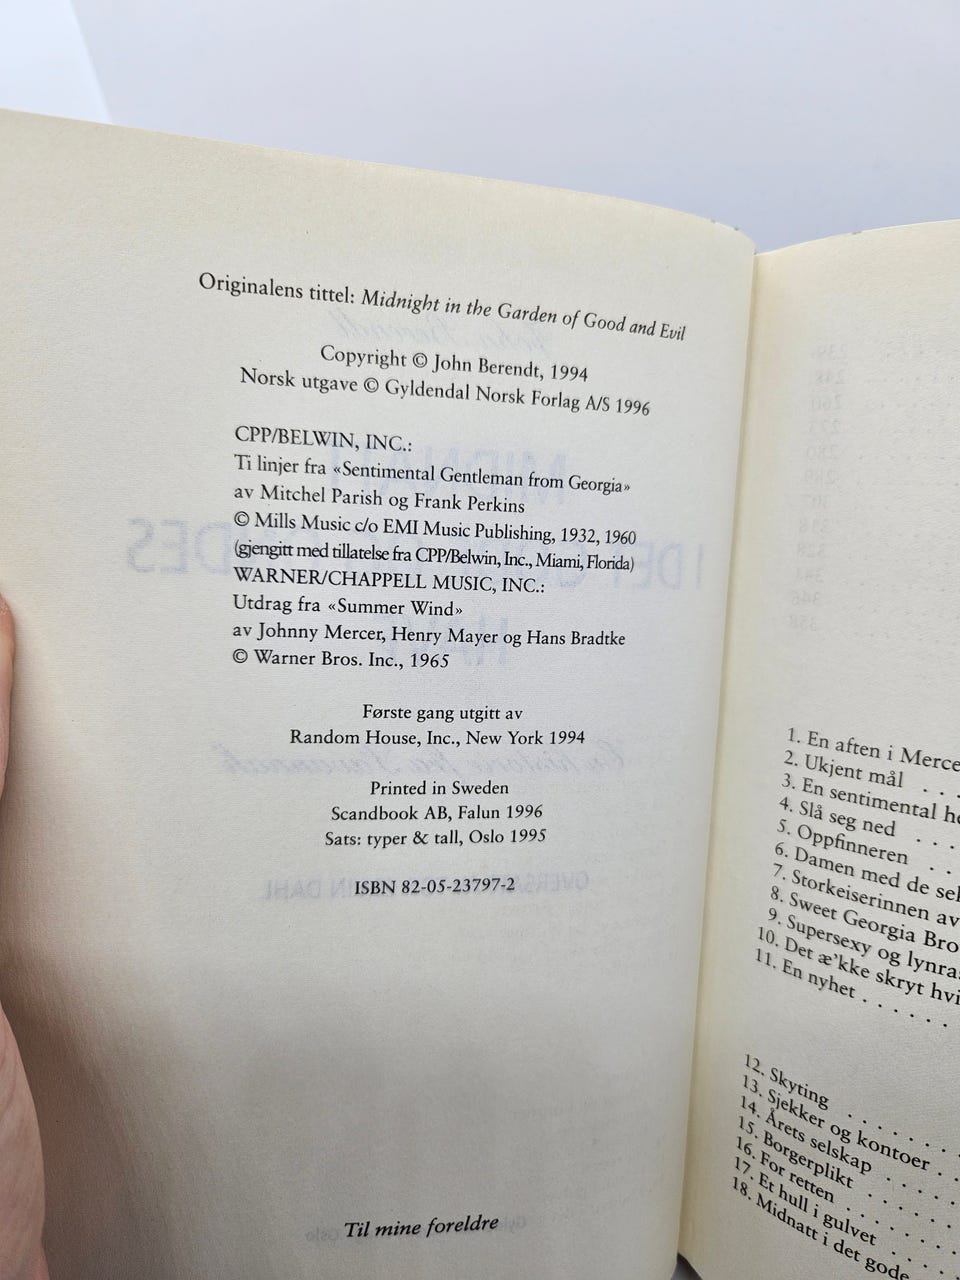 Originalens tittel: Midnight in the Garden of Good and Evil
Copyright © John Berendt, 1994
Norsk utgave © Gyldendal Norsk Forlag A/S 1996
CPP/BELWIN, INC.:
Ti linjer fra «Sentimental Gentleman from Georgia»
av Mitchel Parish og Frank Perkins
© Mills Music c/o EMI Music Publishing, 1932, 1960
(gjengitt med tillatelse fra CPP/Belwin, Inc., Miami, Florida)
WARNER/CHAPPELL MUSIC, INC.:
Utdrag fra «Summer Wind»
av Johnny Mercer, Henry Mayer og Hans Bradtke
© Warner Bros. Inc., 1965
Første gang utgitt av
Random House, Inc., New York 1994
Printed in Sweden
Scandbook AB, Falun 1996
Sats: typer & tall, Oslo 1995
ISBN 82-05-23797-2
Til mine foreldre
1. En aften i Merce
2. Ukjent mål . . .
3. En sentimental he
4. Slå seg ned . . .
5. Oppfinneren . .
6. Damen med de sek
7. Storkeiserinnen av
8. Sweet Georgia Bro
9. Supersexy og lynra
10. Det æ'kke skryt hvi
11. En nyhet . . . . .
12. Skyting . . . . . .
13. Sjekker og kontoer .
14. Årets selskap . . . .
15. Borgerplikt . . . . .
16. For retten . . . . .
17. Et hull i gulvet . . . .
18. Midnatt i det gode